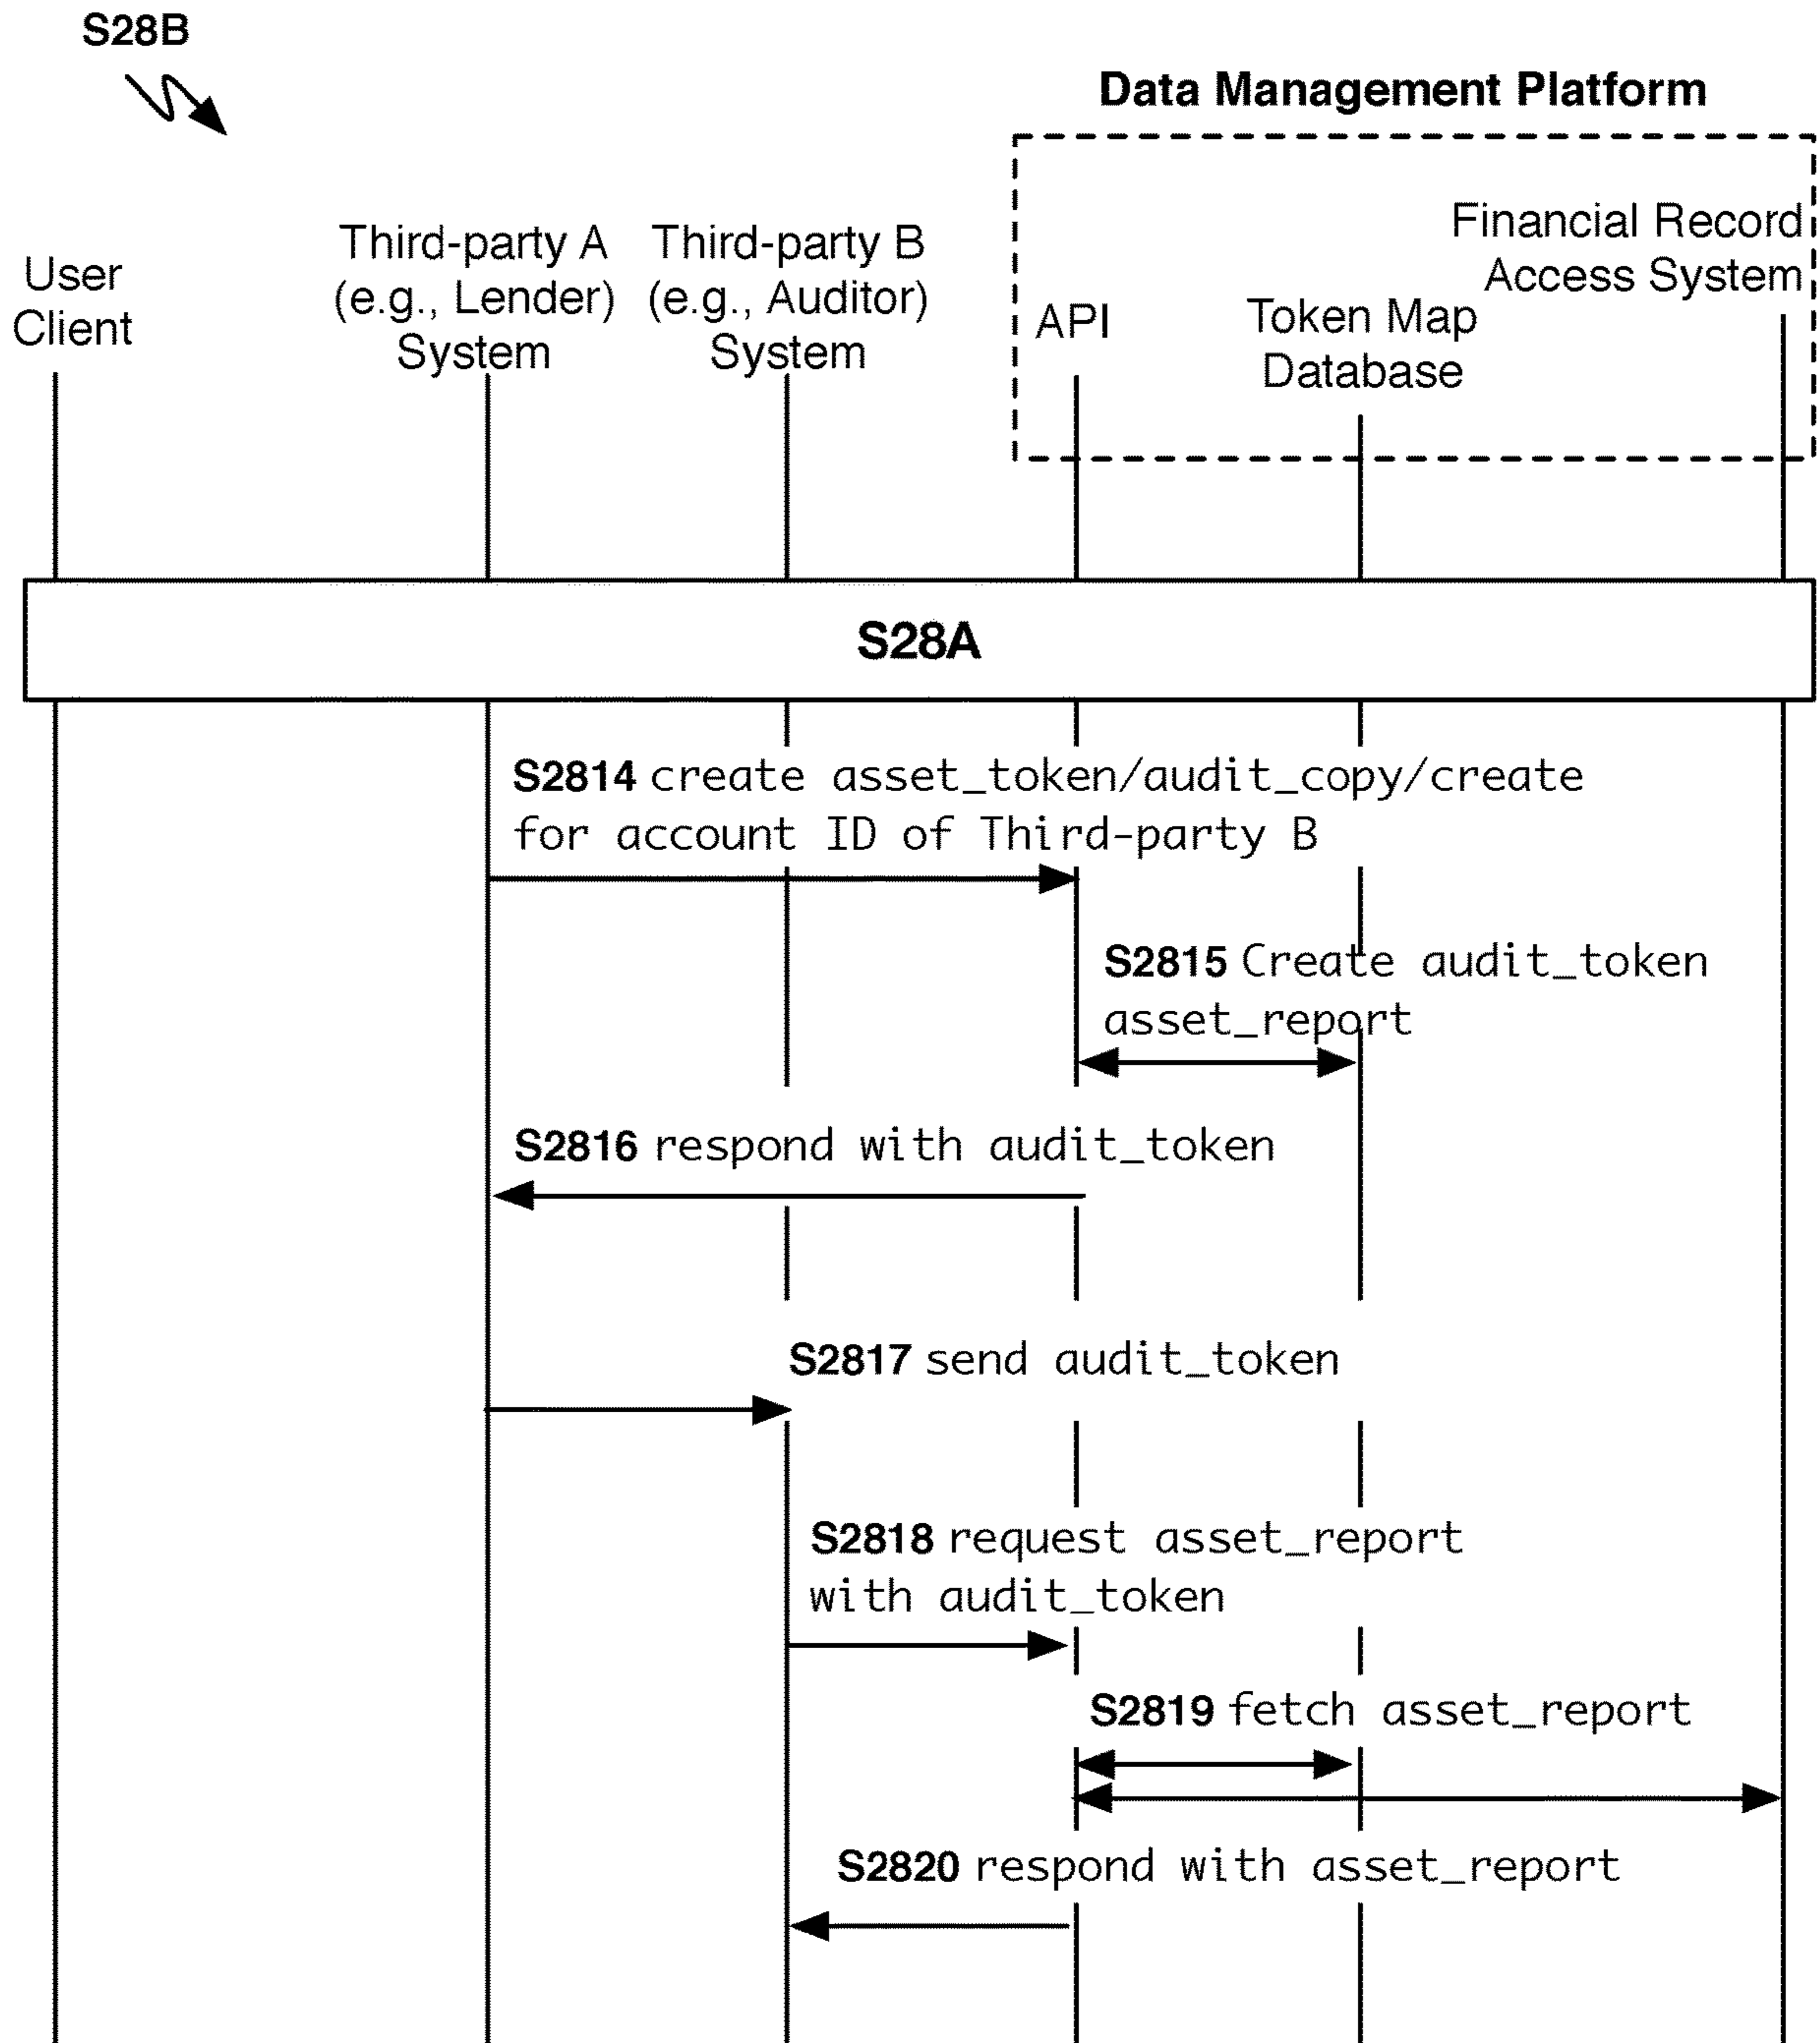 S28B
Data Management Platform
User
Client
Third-party A
(e.g., Lender)
System
Third-party B
(e.g., Auditor)
System
API
Token Map
Database
Financial Record
Access System
S28A
S2814 create asset_token/audit_copy/create
for account ID of Third-party B
S2815 Create audit_token
asset_report
S2816 respond with audit_token
S2817 send audit_token
S2818 request asset_report
with audit_token
S2819 fetch asset_report
S2820 respond with asset_report